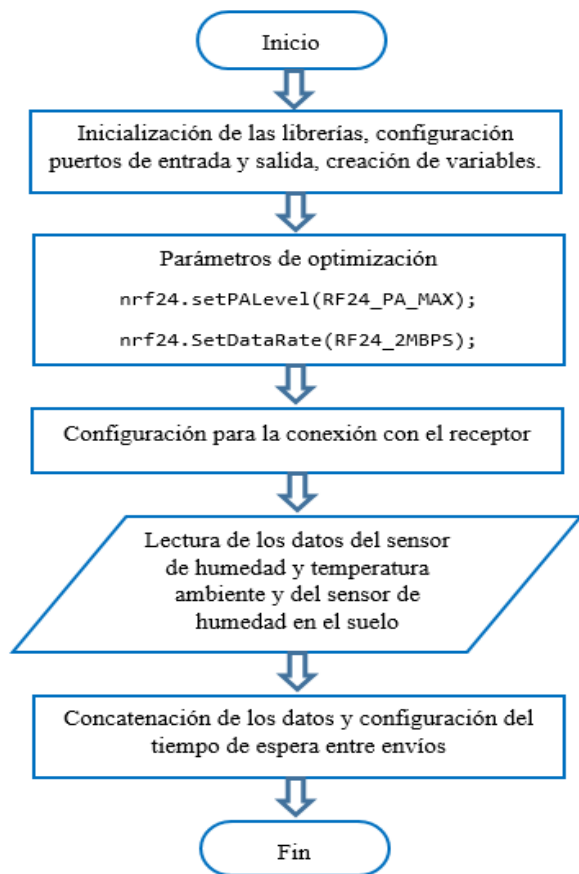 Inicio
Inicialización de las librerías, configuración
puertos de entrada y salida, creación de variables.
Parámetros de optimización
nrf24.setPALevel(RF24_PA_MAX);
nrf24.SetDataRate(RF24_2MBPS);
Configuración para la conexión con el receptor
Lectura de los datos del sensor
de humedad y temperatura
ambiente y del sensor de
humedad en el suelo
Concatenación de los datos y configuración del
tiempo de espera entre envíos
Fin